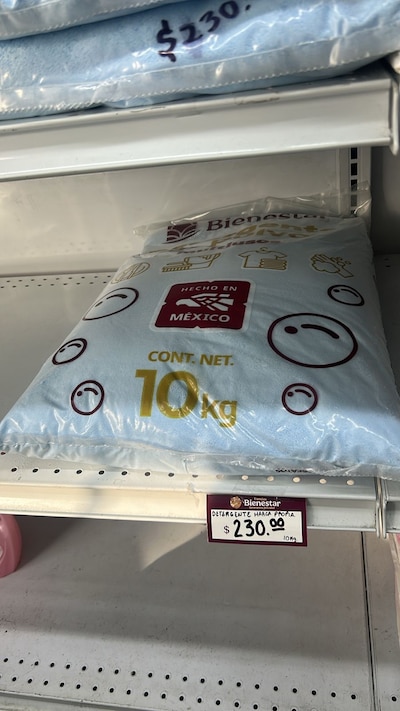 $230.
Bienestar
HECHO EN
MÉXICO
CONT. NET.
10kg
Bienestar
DETERGENTE MARCA PROPIA
$ 230.00
10Kg